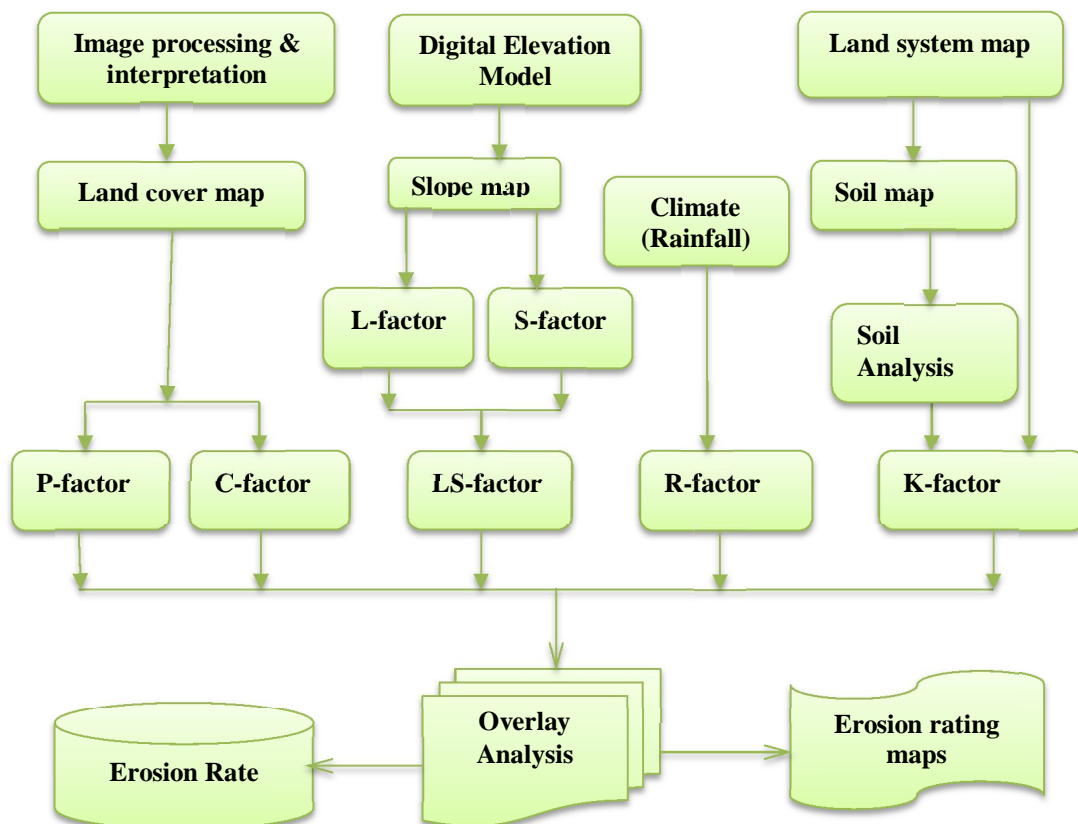 Image processing &
interpretation
Digital Elevation
Model
Land system map
Land cover map
Slope map
Climate
(Rainfall)
Soil map
L-factor
S-factor
Soil
Analysis
P-factor
C-factor
LS-factor
R-factor
K-factor
Overlay
Analysis
Erosion Rate
Erosion rating
maps